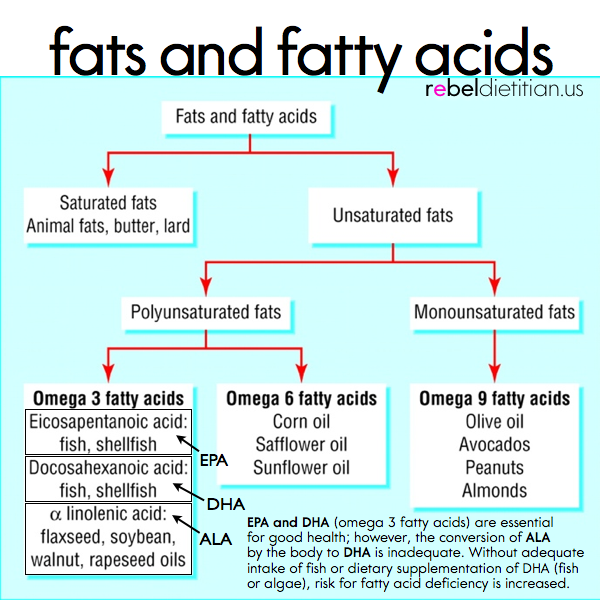 fats and fatty acids
rebeldietitian.us
Fats and fatty acids
Saturated fats
Animal fats, butter, lard
Unsaturated fats
Polyunsaturated fats
Monounsaturated fats
Omega 3 fatty acids
Eicosapentanoic acid:
fish, shellfish
EPA
Docosahexanoic acid:
fish, shellfish
DHA
α linolenic acid:
flaxseed, soybean,
walnut, rapeseed oils
ALA
Omega 6 fatty acids
Corn oil
Safflower oil
Sunflower oil
Omega 9 fatty acids
Olive oil
Avocados
Peanuts
Almonds
EPA and DHA (omega 3 fatty acids) are essential
for good health; however, the conversion of ALA
by the body to DHA is inadequate. Without adequate
intake of fish or dietary supplementation of DHA (fish
or algae), risk for fatty acid deficiency is increased.